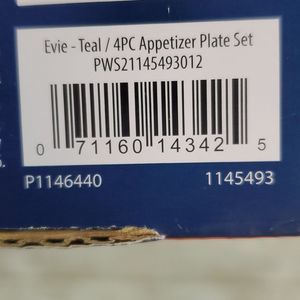 Evie - Teal / 4PC Appetizer Plate Set
PWS21145493012
0 71160 14342 5
P1146440 1145493